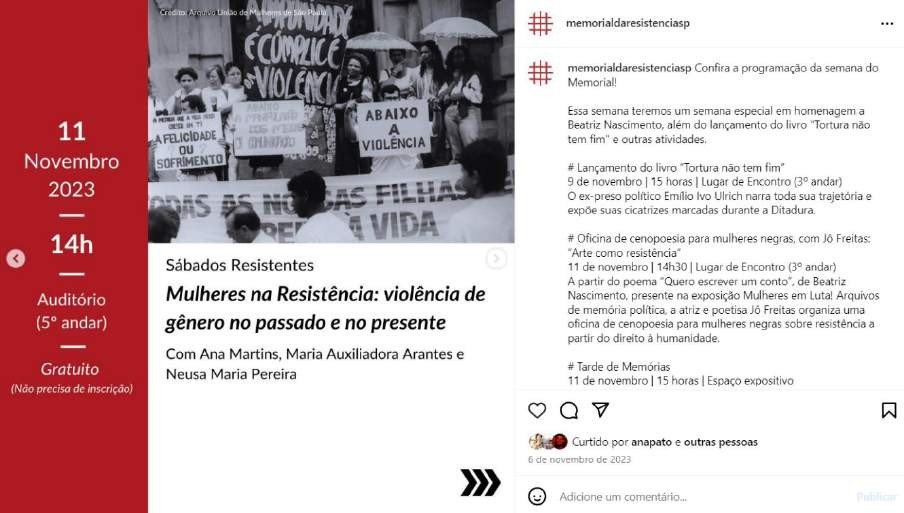 Crédito: Arquivo União de Mulheres de São Paulo
É CÚMPLICE
VIOLÊNCIA
A FELICIDADE
OU
SOFRIMENTO
ABAIXO
A
VIOLÊNCIA
TODAS AS NOSSAS FILHAS
A VIDA
11
Novembro
2023
14h
Auditório
(5º andar)
Gratuito
(Não precisa de inscrição)
Sábados Resistentes
Mulheres na Resistência: violência de
gênero no passado e no presente
Com Ana Martins, Maria Auxiliadora Arantes e
Neusa Maria Pereira
memorialdaresistenciasp
memorialdaresistenciasp Confira a programação da semana do
Memorial!
Essa semana teremos um semana especial em homenagem a
Beatriz Nascimento, além do lançamento do livro "Tortura não
tem fim" e outras atividades.
# Lançamento do livro "Tortura não tem fim"
9 de novembro | 15 horas | Lugar de Encontro (3º andar)
O ex-preso político Emílio Ivo Ulrich narra toda sua trajetória e
expõe suas cicatrizes marcadas durante a Ditadura.
# Oficina de cenopoesia para mulheres negras, com Jô Freitas:
"Arte como resistência"
11 de novembro | 14h30 | Lugar de Encontro (3º andar)
A partir do poema "Quero escrever um conto", de Beatriz
Nascimento, presente na exposição Mulheres em Luta! Arquivos
de memória política, a atriz e poetisa Jô Freitas organiza uma
oficina de cenopoesia para mulheres negras sobre resistência a
partir do direito à humanidade.
# Tarde de Memórias
11 de novembro | 15 horas | Espaço expositivo
Curtido por anapato e outras pessoas
6 de novembro de 2023
Adicione um comentário...
Publicar